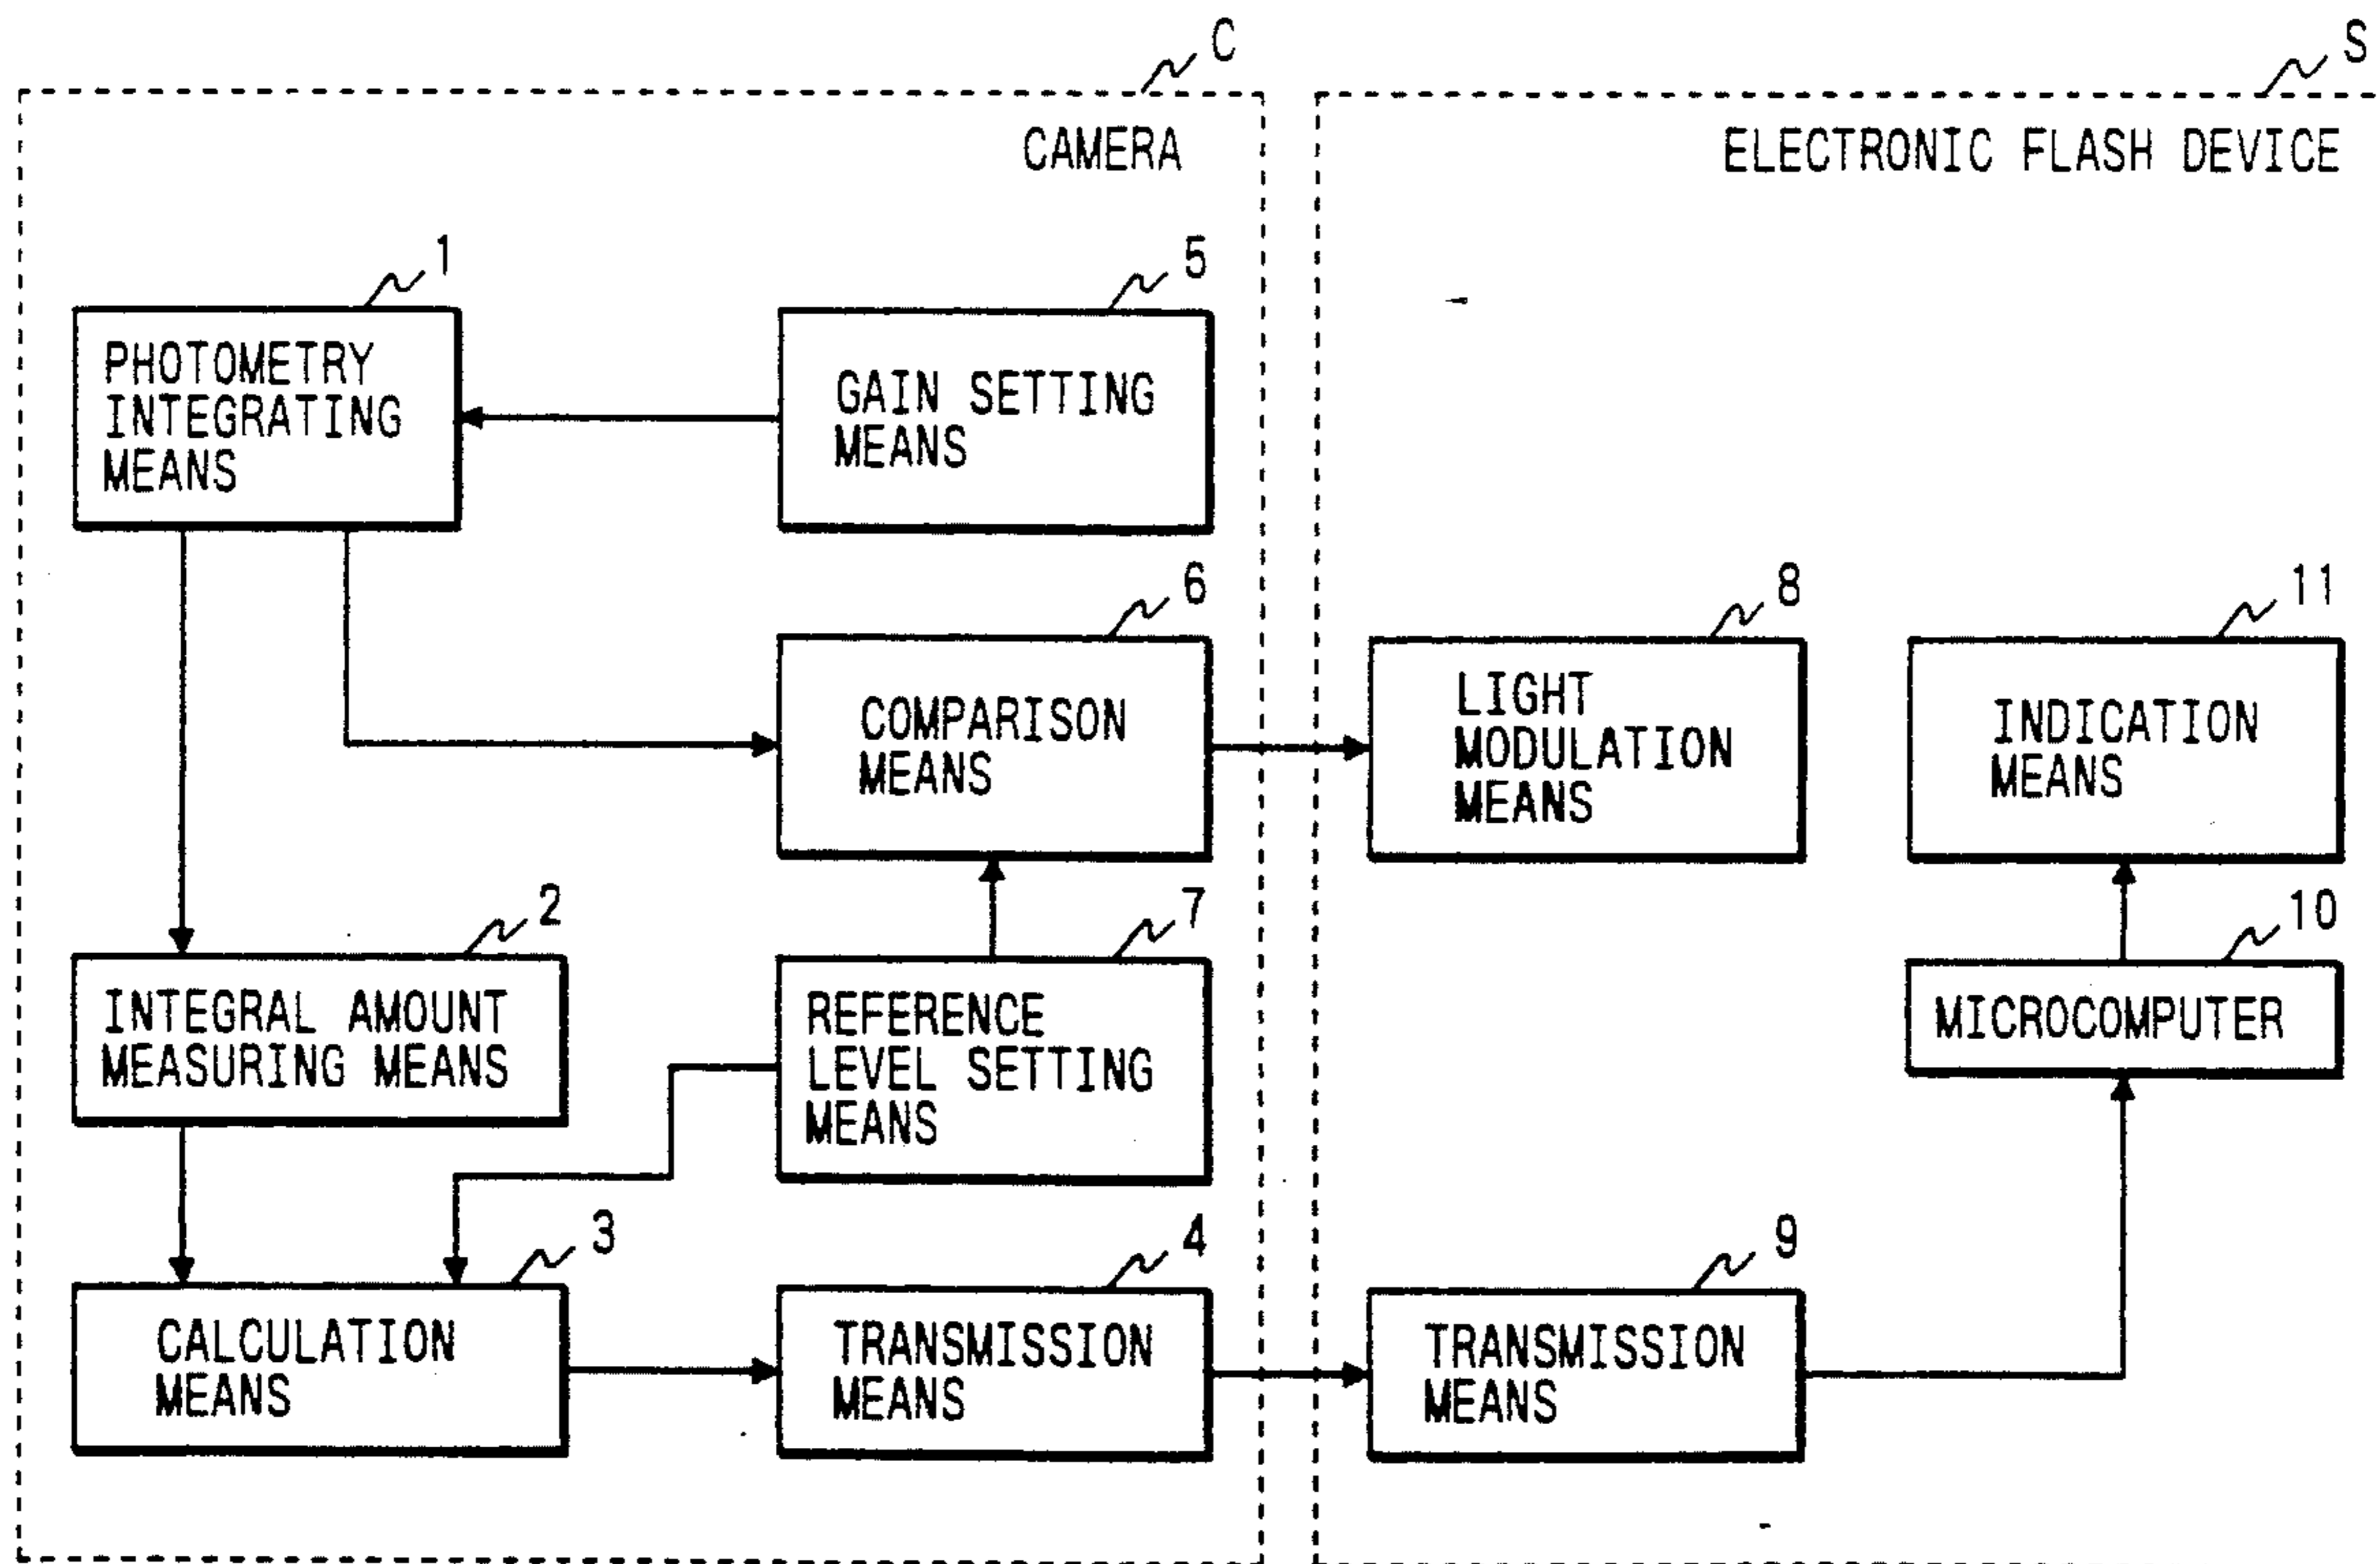 C
S
CAMERA
ELECTRONIC FLASH DEVICE
1
PHOTOMETRY
INTEGRATING
MEANS
5
GAIN SETTING
MEANS
6
COMPARISON
MEANS
8
LIGHT
MODULATION
MEANS
11
INDICATION
MEANS
2
INTEGRAL AMOUNT
MEASURING MEANS
7
REFERENCE
LEVEL SETTING
MEANS
10
MICROCOMPUTER
3
CALCULATION
MEANS
4
TRANSMISSION
MEANS
9
TRANSMISSION
MEANS